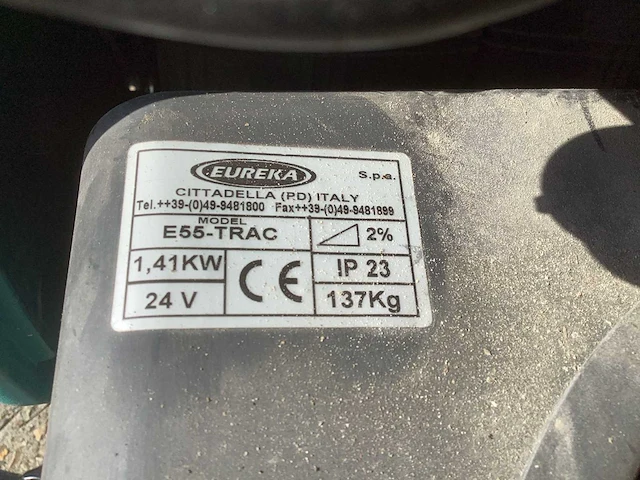 EUREKA S.p.a.
CITTADELLA (PD) ITALY
Tel.++39-(0)49-9481800 Fax++39-(0)49-9481899
MODEL
E55-TRAC 2%
1,41KW CE IP 23
24 V 137Kg